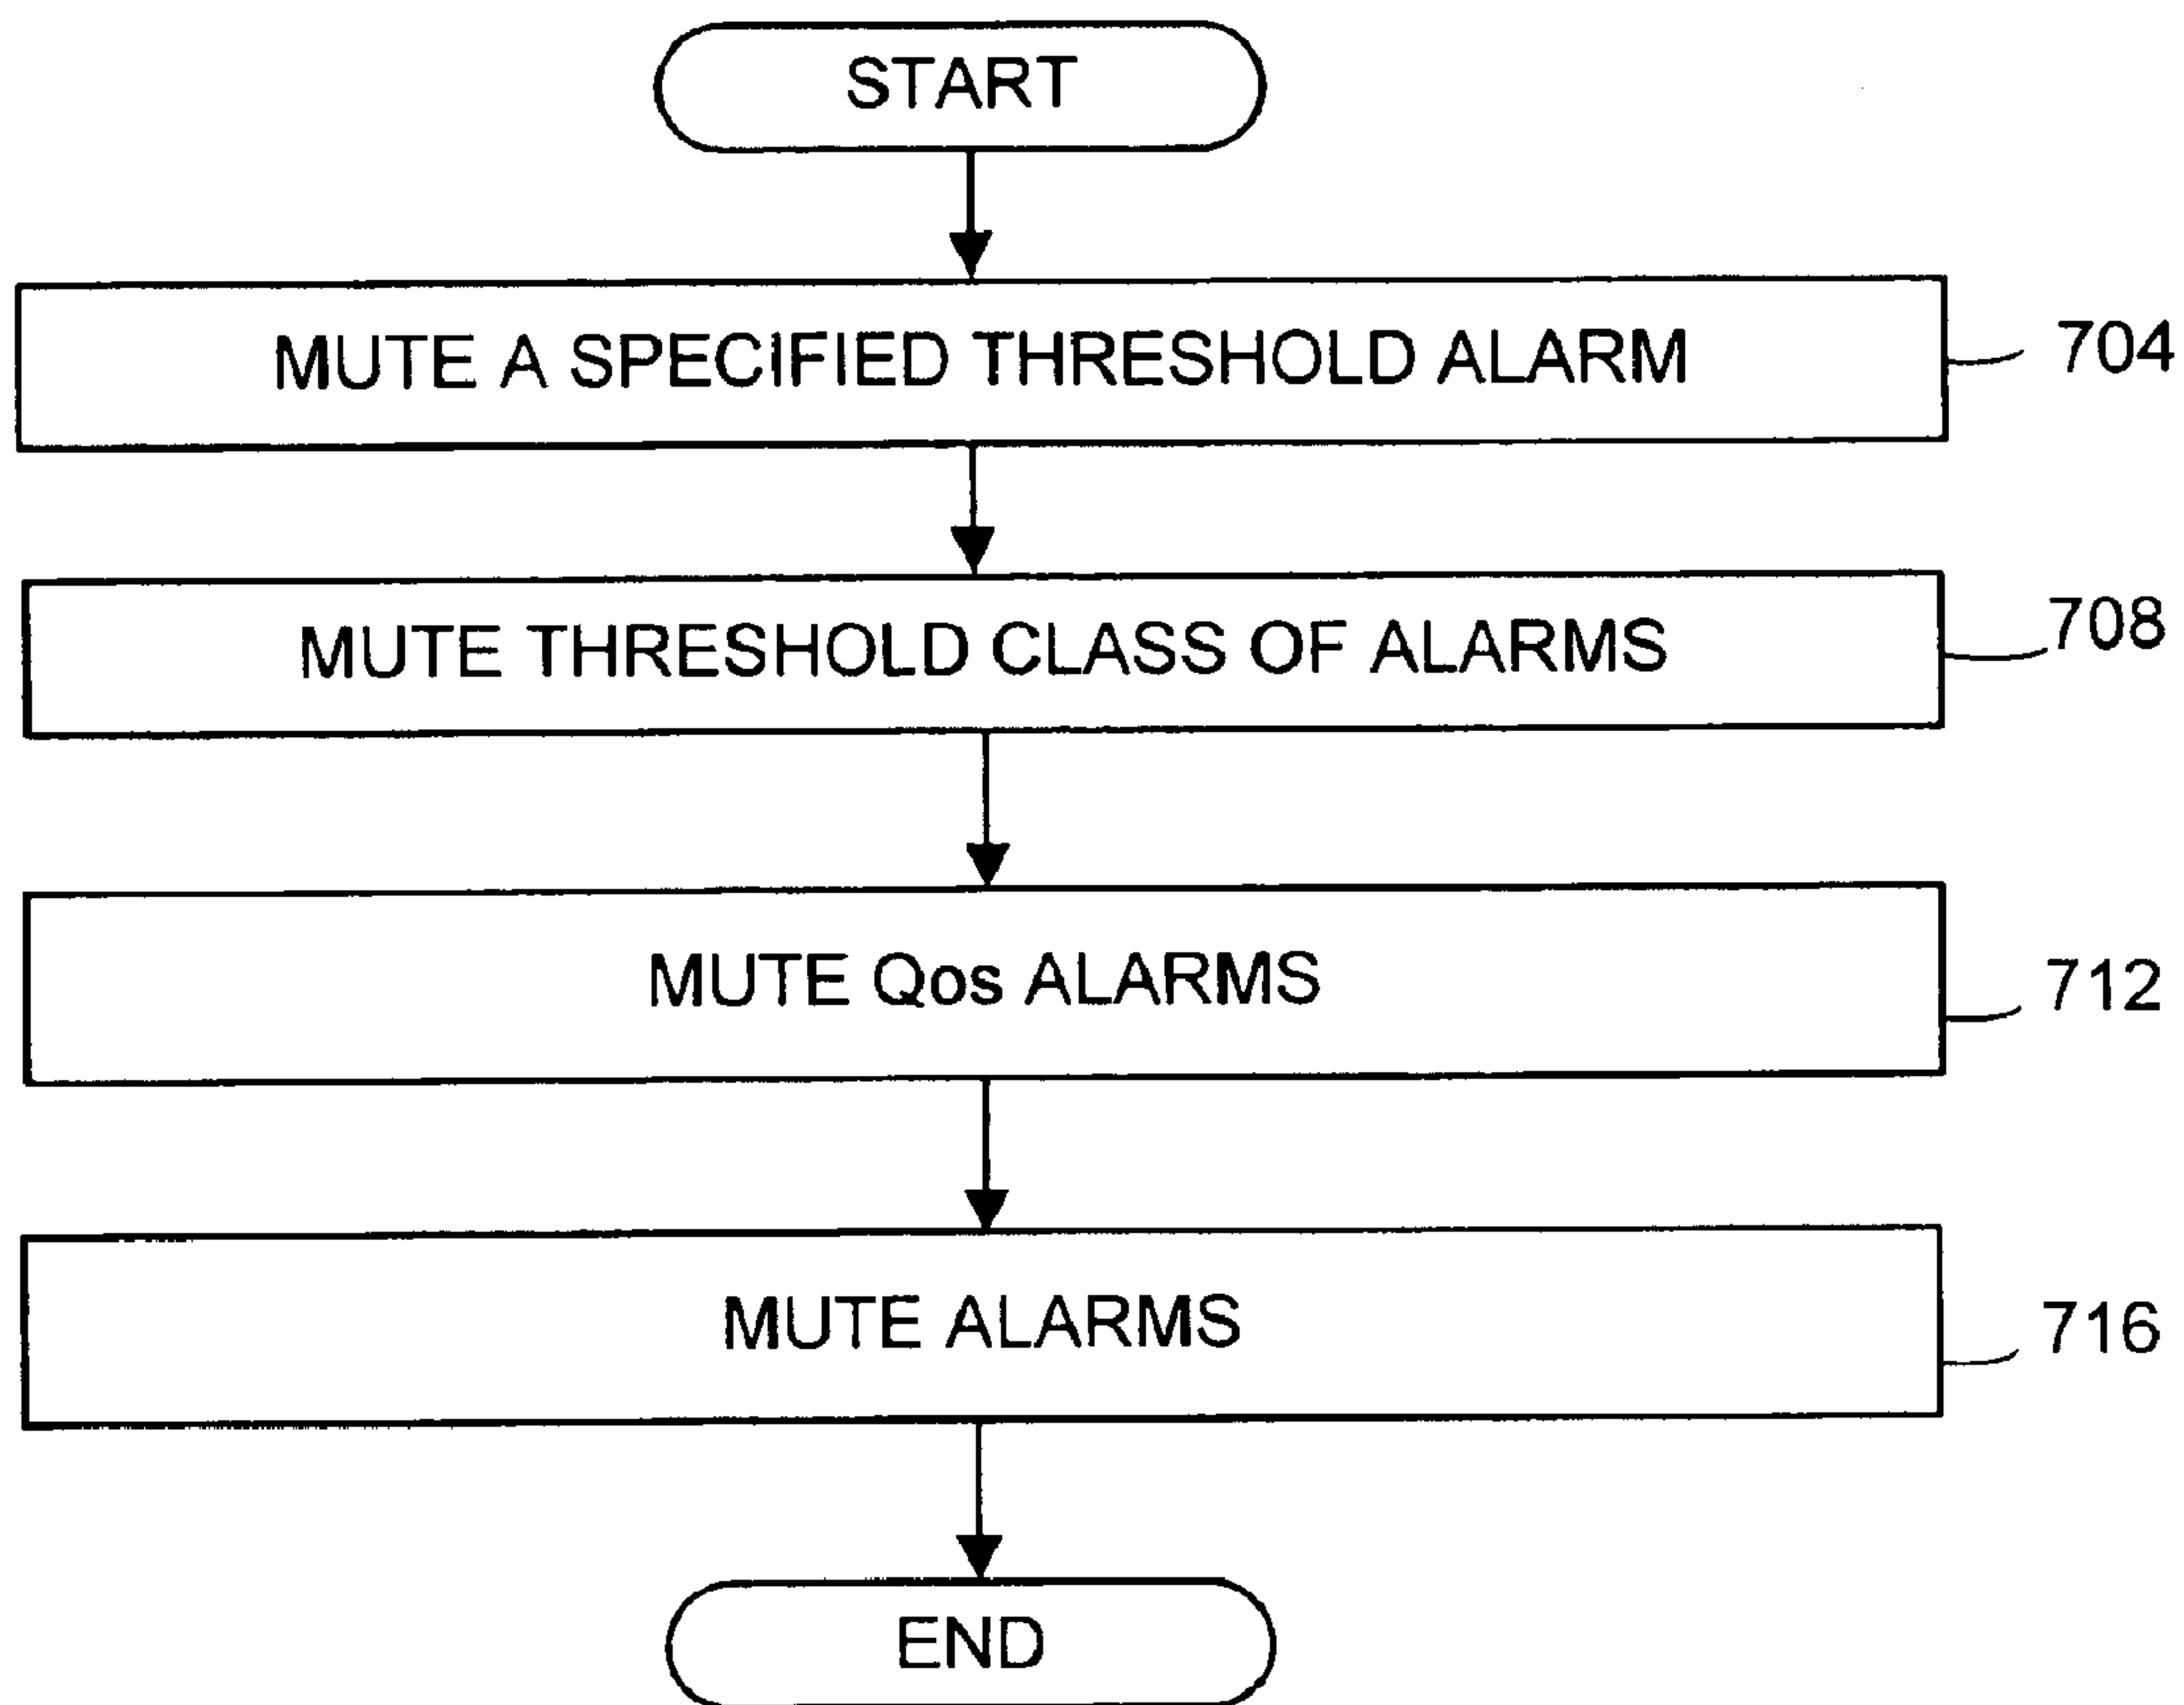 START
MUTE A SPECIFIED THRESHOLD ALARM
704
MUTE THRESHOLD CLASS OF ALARMS
708
MUTE Qos ALARMS
712
MUTE ALARMS
716
END